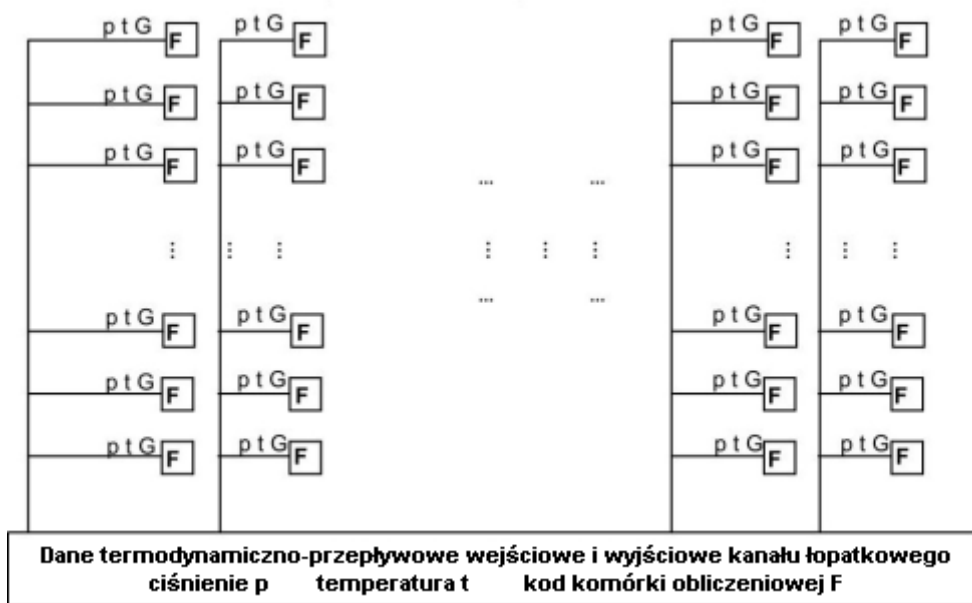 p t G F p t G F p t G F p t G F
p t G F p t G F p t G F p t G F
p t G F p t G F p t G F p t G F
... ...
... ... ... ... ... ... ... ... ...
... ...
p t G F p t G F p t G F p t G F
p t G F p t G F p t G F p t G F
p t G F p t G F p t G F p t G F
Dane termodynamiczno-przepływowe wejściowe i wyjściowe kanału łopatkowego
ciśnienie p temperatura t kod komórki obliczeniowej F